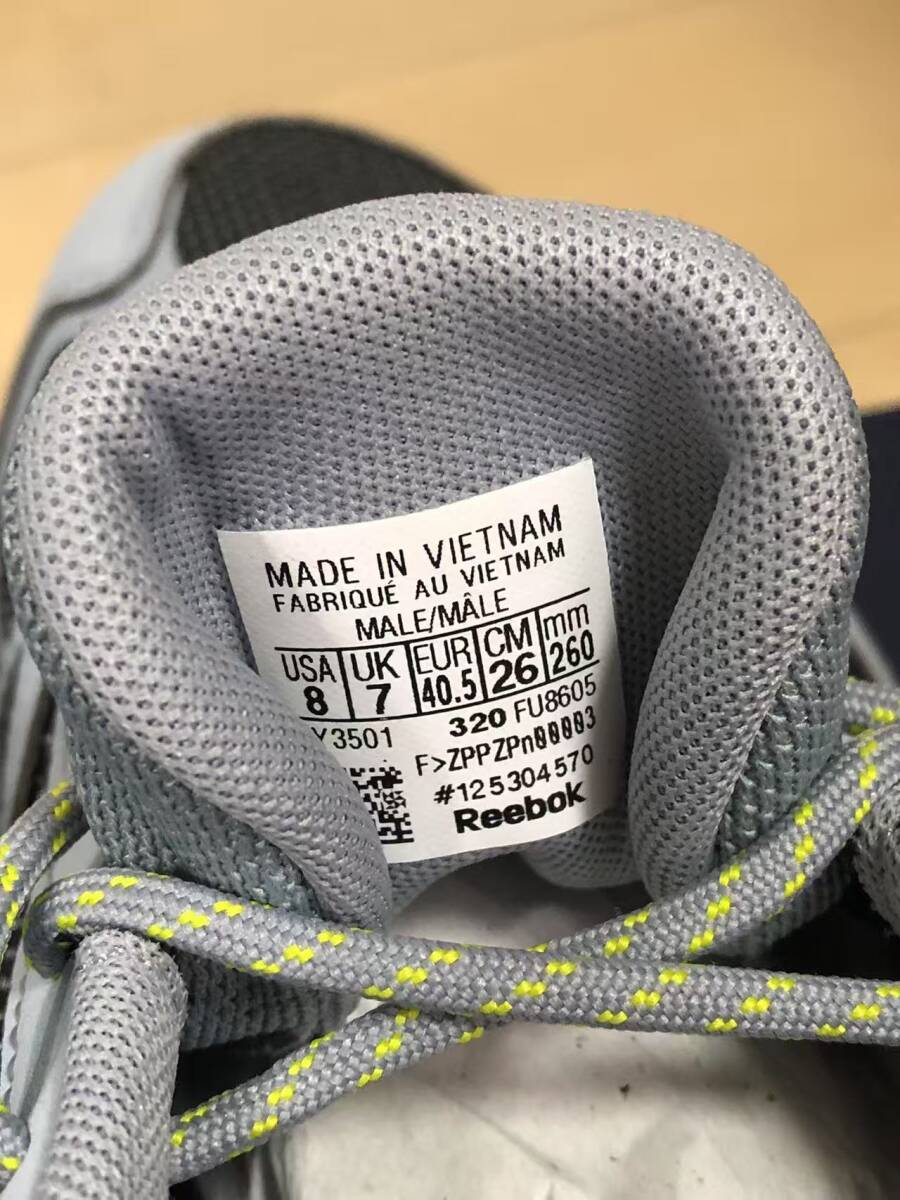 MADE IN VIETNAM
FABRIQUÉ AU VIETNAM
MALE/MÂLE
USA UK EUR CM mm
8 7 40.5 26 260
Y3501 320 FU8605
F>ZPPZPn00003
#125304570
Reebok